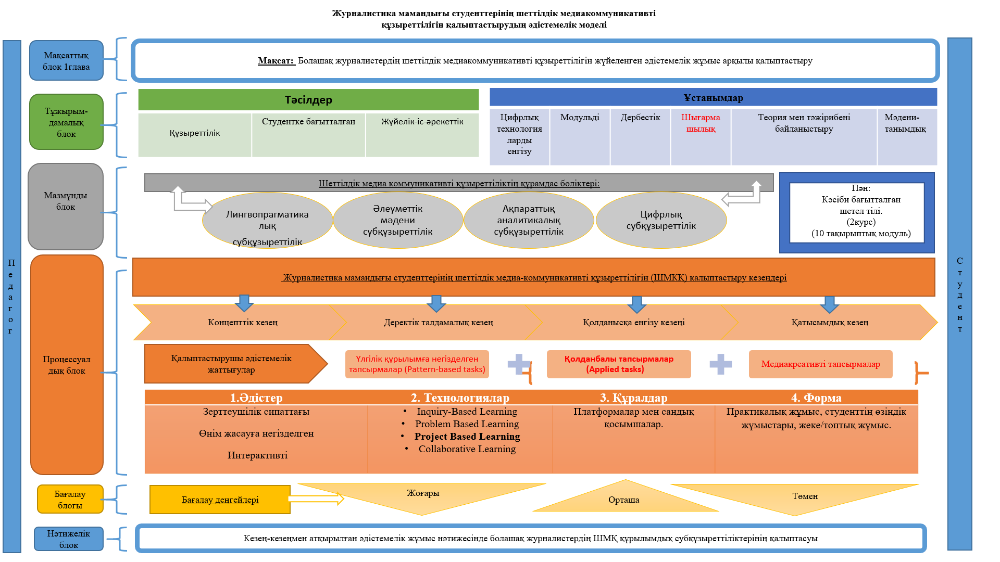 Журналистика мамандығы студенттерінің шеттілдік медиакоммуникативті
құзыреттілігін қалыптастырудың әдістемелік моделі
Педагог
Мақсаттық
блок 1глава
Мақсат: Болашақ журналистердің шеттілдік медиакоммуникативті құзыреттілігін жүйеленген әдістемелік жұмыс арқылы қалыптастыру
Тұжырым-
дамалық
блок
Тәсілдер
Құзыреттілік
Студентке бағытталған
Жүйелік-іс-әрекеттік
Ұстанымдар
Цифрлық
технология
ларды
енгізу
Модульді
Дербестік
Шығарма
шылық
Теория мен тәжірибені
байланыстыру
Мәдени-
танымдық
Мазмұнды
блок
Шеттілдік медиа коммуникативті құзыреттіліктің құрамдас бөліктері:
Лингвопрагматика
лық
субқұзыреттілік
Әлеуметтік
мәдени
субқұзыреттілік
Ақпараттық
аналитикалық
субқұзыреттілік
Цифрлық
субқұзыреттілік
Пән:
Кәсіби бағытталған
шетел тілі.
(2курс)
(10 тақырыптық модуль)
Процессуал
дық блок
Журналистика мамандығы студенттерінің шеттілдік медиа-коммуникативті құзыреттілігін (ШМКҚ) қалыптастыру кезеңдері
Концепттік кезең
Деректік талдамалық кезең
Қолданысқа енгізу кезеңі
Қатысымдық кезең
Қалыптастырушы әдістемелік
жаттығулар
Үлгілік құрылымға негізделген
тапсырмалар (Pattern-based tasks)
Қолданбалы тапсырмалар
(Applied tasks)
Медиакреативті тапсырмалар
1.Әдістер
Зерттеушілік сипаттағы
Өнім жасауға негізделген
Интерактивті
2. Технологиялар
• Inquiry-Based Learning
• Problem Based Learning
• Project Based Learning
• Collaborative Learning
3. Құралдар
Платформалар мен сандық
қосымшалар.
4. Форма
Практикалық жұмыс, студенттің өзіндік
жұмыстары, жеке/топтық жұмыс.
Бағалау
блогы
Бағалау деңгейлері
Жоғары
Орташа
Төмен
Нәтижелік
блок
Кезең-кезеңмен атқырылған әдістемелік жұмыс нәтижесінде болашақ журналистердің ШМҚ құрылымдық субқұзыреттіліктерінің қалыптасуы
Студент